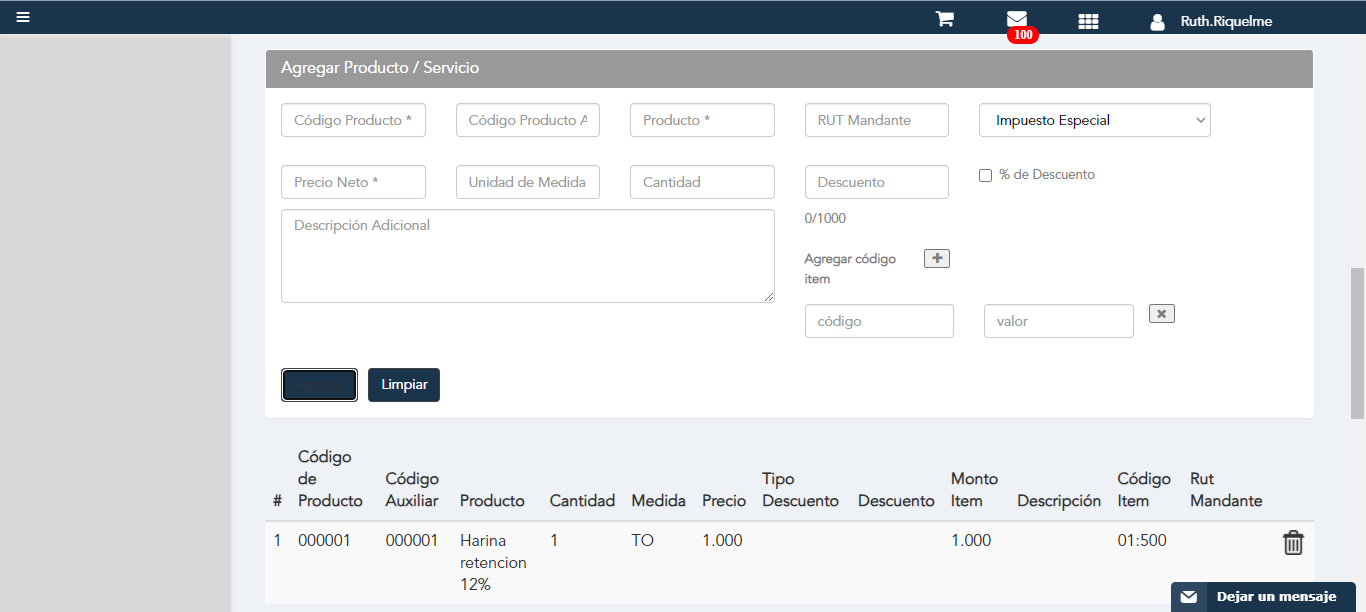 Ruth.Riquelme
100
Agregar Producto / Servicio
Código Producto *
Código Producto A
Producto *
RUT Mandante
Impuesto Especial
Precio Neto *
Unidad de Medida
Cantidad
Descuento
% de Descuento
Descripción Adicional
0/1000
Agregar código
item
código
valor
Agregar
Limpiar
#
Código
de
Producto
Código
Auxiliar
Producto
Cantidad
Medida
Precio
Tipo
Descuento
Descuento
Monto
Item
Descripción
Código
Item
Rut
Mandante
1
000001
000001
Harina
retencion
12%
1
TO
1.000
1.000
01:500
Dejar un mensaje